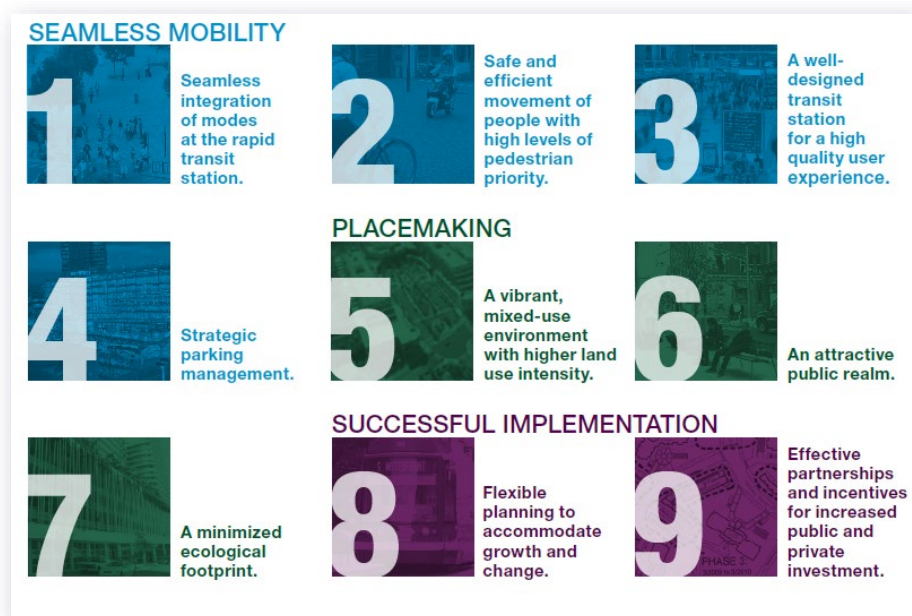 SEAMLESS MOBILITY
1
Seamless
integration
of modes
at the rapid
transit
station.
2
Safe and
efficient
movement of
people with
high levels of
pedestrian
priority.
3
A well-
designed
transit
station
for a high
quality user
experience.
4
Strategic
parking
management.
PLACEMAKING
5
A vibrant,
mixed-use
environment
with higher land
use intensity.
6
An attractive
public realm.
7
A minimized
ecological
footprint.
SUCCESSFUL IMPLEMENTATION
8
Flexible
planning to
accommodate
growth and
change.
9
PHASE 3:
Effective
partnerships
and incentives
for increased
public and
private
investment.